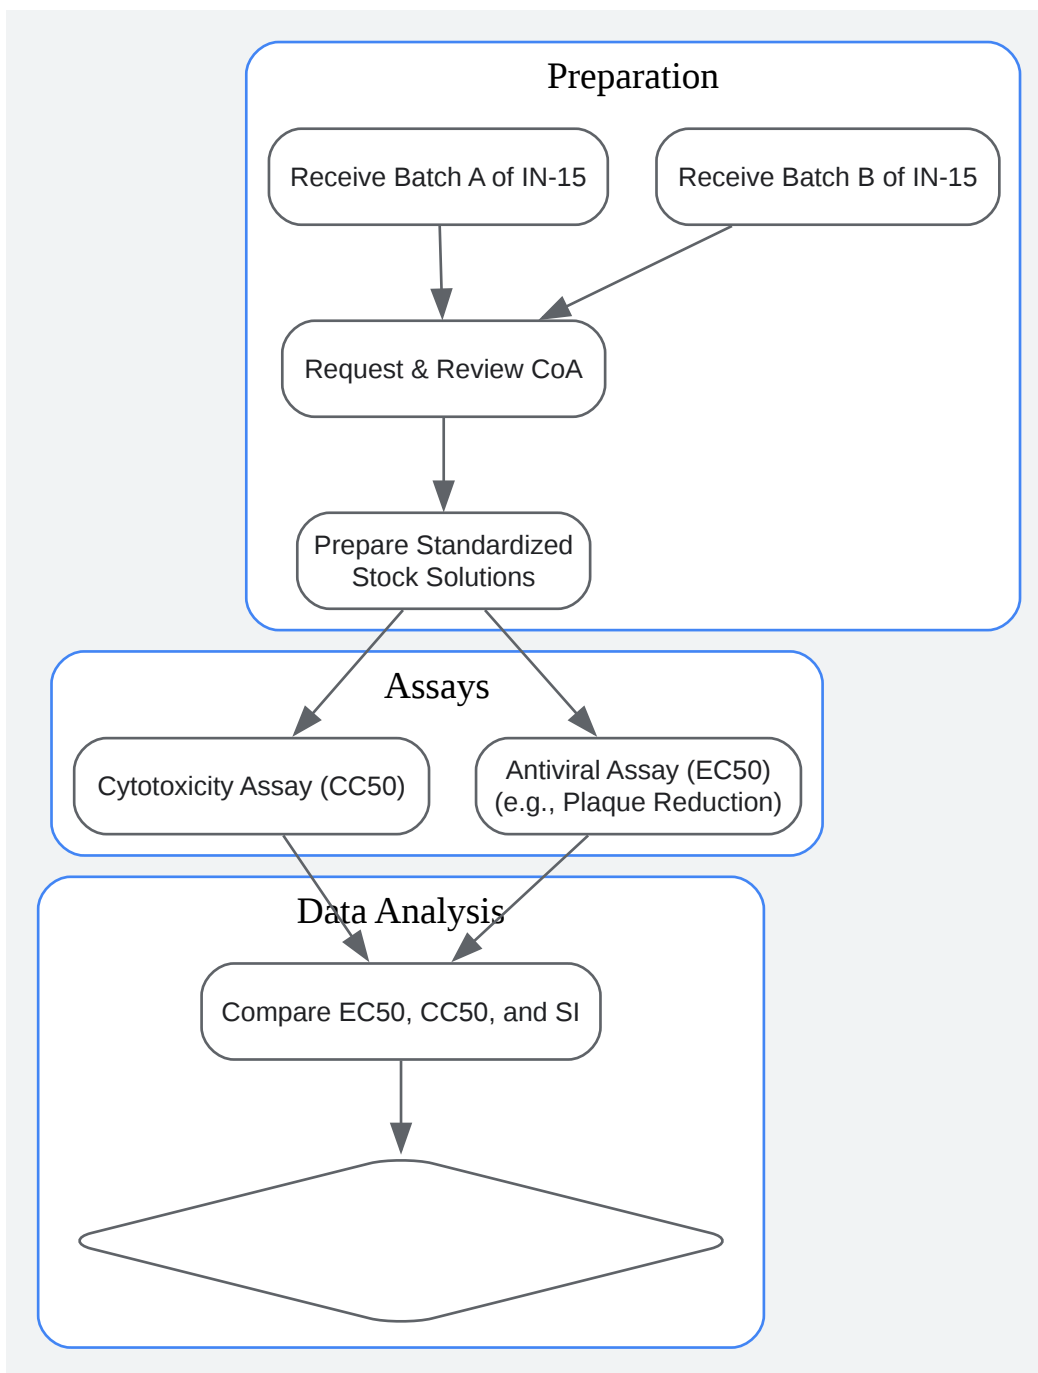 Preparation
Receive Batch A of IN-15
Receive Batch B of IN-15
Request & Review CoA
Prepare Standardized
Stock Solutions
Assays
Cytotoxicity Assay (CC50)
Antiviral Assay (EC50)
(e.g., Plaque Reduction)
Data Analysis
Compare EC50, CC50, and SI